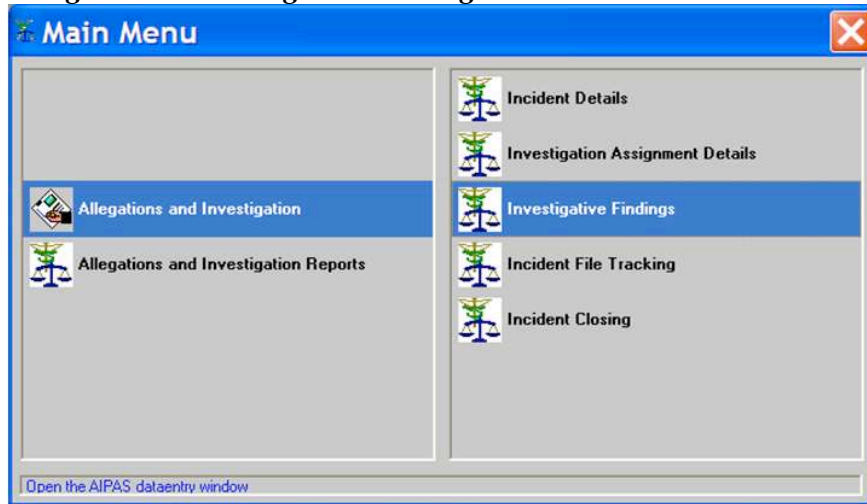 Main Menu
Allegations and Investigation
Allegations and Investigation Reports
Incident Details
Investigation Assignment Details
Investigative Findings
Incident File Tracking
Incident Closing
Open the AIPAS dataentry window